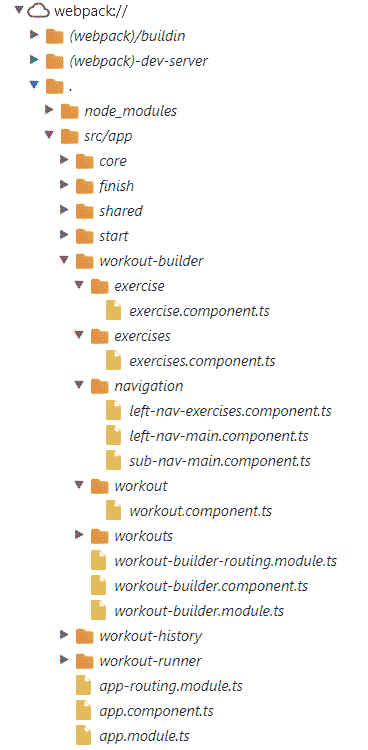 webpack://
(webpack)/buildin
(webpack)-dev-server
.
node_modules
src/app
core
finish
shared
start
workout-builder
exercise
exercise.component.ts
exercises
exercises.component.ts
navigation
left-nav-exercises.component.ts
left-nav-main.component.ts
sub-nav-main.component.ts
workout
workout.component.ts
workouts
workout-builder-routing.module.ts
workout-builder.component.ts
workout-builder.module.ts
workout-history
workout-runner
app-routing.module.ts
app.component.ts
app.module.ts